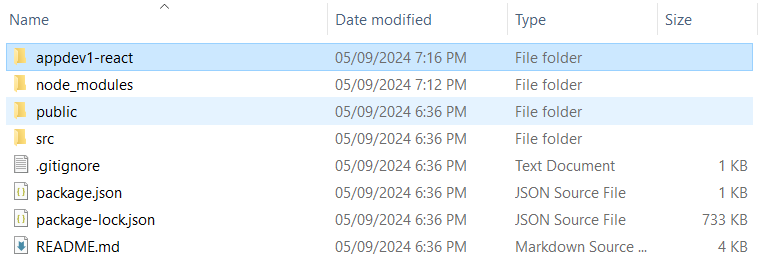 Name Date modified Type Size
appdev1-react 05/09/2024 7:16 PM File folder
node_modules 05/09/2024 7:12 PM File folder
public 05/09/2024 6:36 PM File folder
src 05/09/2024 6:36 PM File folder
.gitignore 05/09/2024 6:36 PM Text Document 1 KB
package.json 05/09/2024 6:36 PM JSON Source File 1 KB
package-lock.json 05/09/2024 6:36 PM JSON Source File 733 KB
README.md 05/09/2024 6:36 PM Markdown Source ... 4 KB